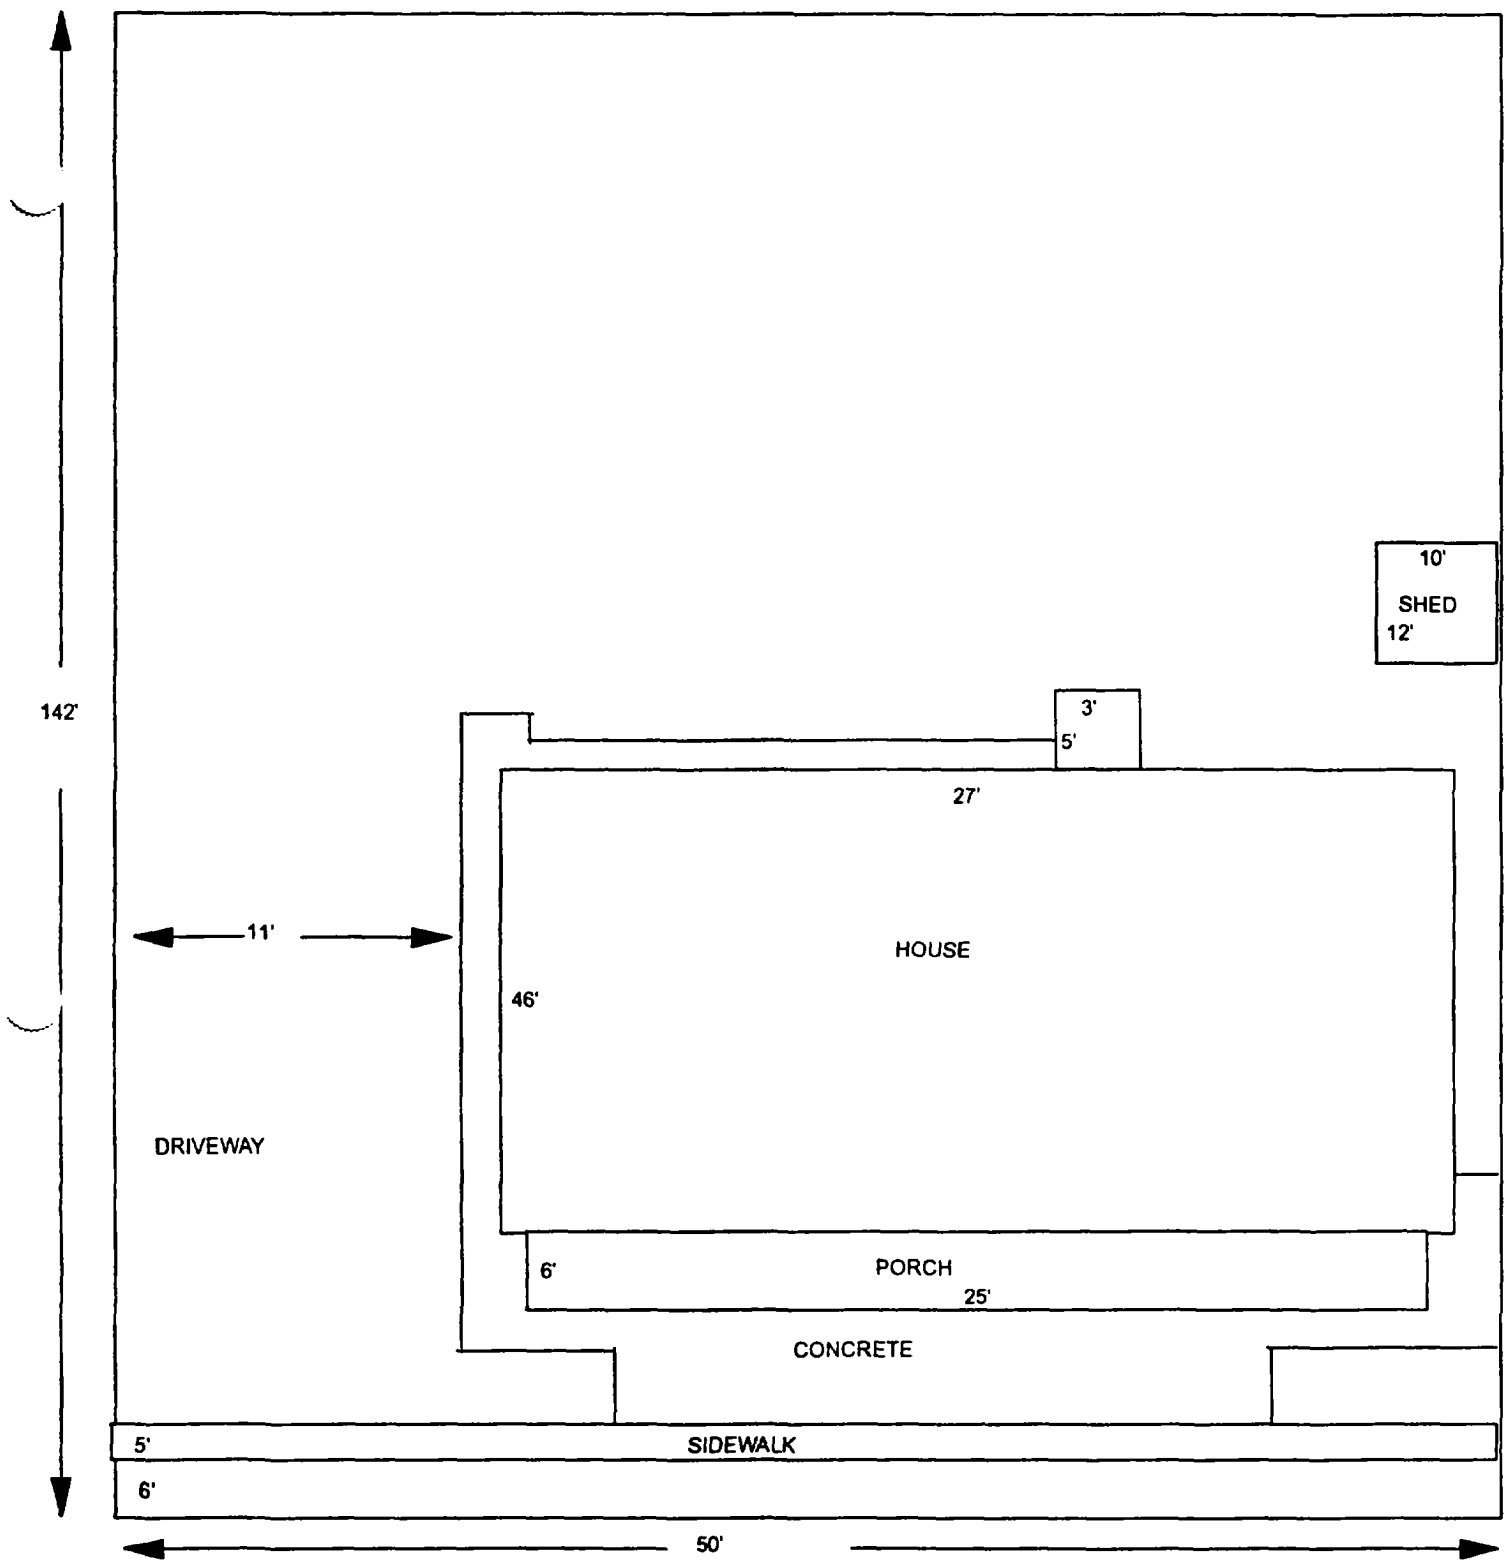 10'
SHED
12'
142'
3'
5'
27'
11'
HOUSE
46'
DRIVEWAY
6'
PORCH
25'
CONCRETE
5'
SIDEWALK
6'
50'